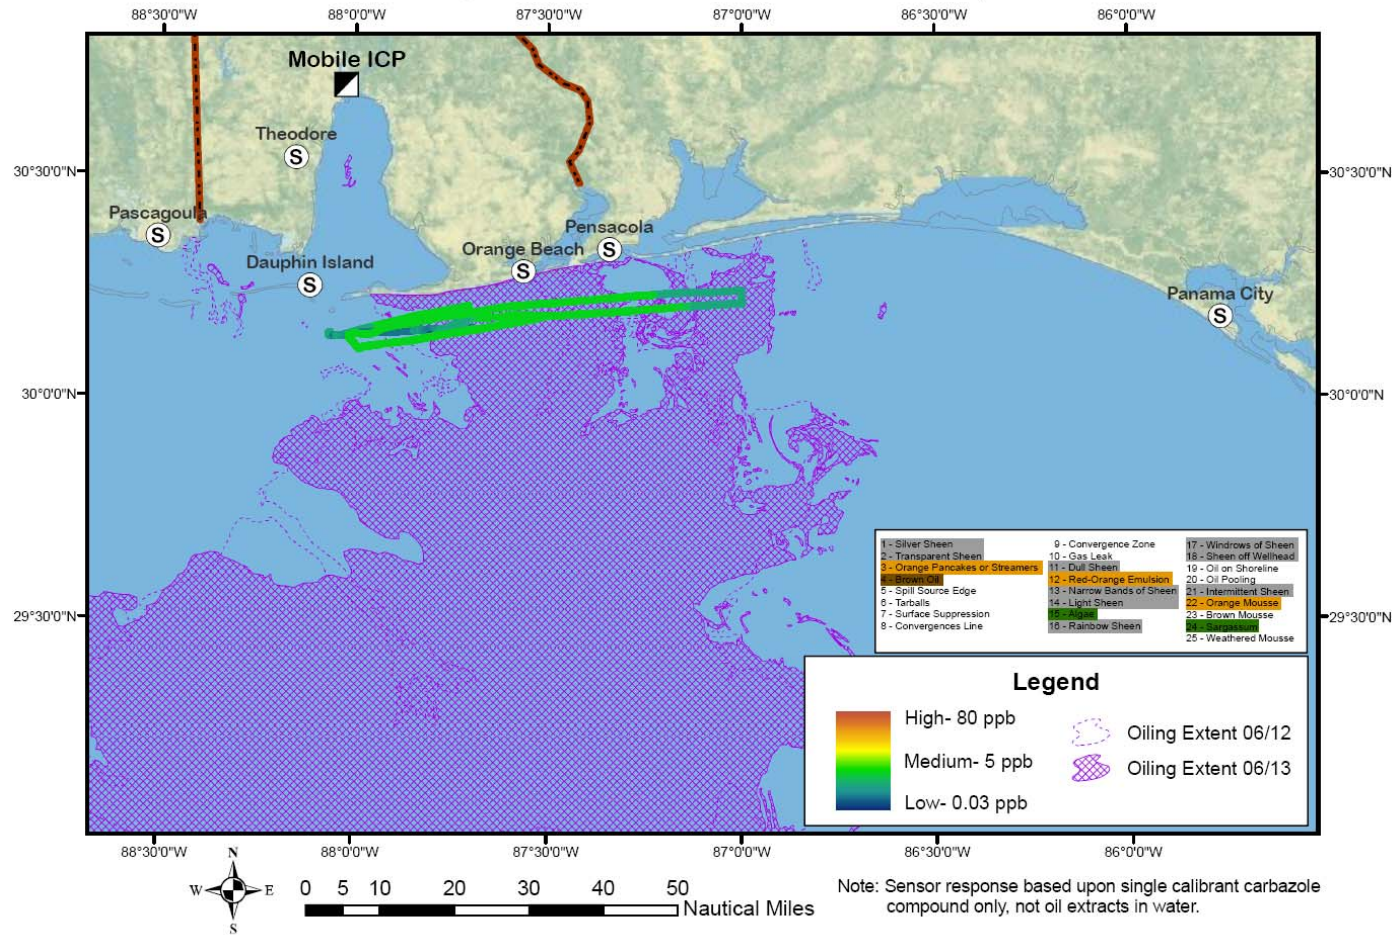 88°30'0"W 88°0'0"W 87°30'0"W 87°0'0"W 86°30'0"W 86°0'0"W
Mobile ICP
Theodore
S
30°30'0"N 30°30'0"N
Pascagoula
S
Pensacola
S
Orange Beach
S
Dauphin Island
S
Panama City
S
30°0'0"N 30°0'0"N
1 - Silver Sheen
2 - Transparent Sheen
3 - Orange Pancakes or Streamers
4 - Brown Oil
5 - Spill Source Edge
6 - Tarballs
7 - Surface Suppression
8 - Convergences Line
9 - Convergence Zone
10 - Gas Leak
11 - Dull Sheen
12 - Red-Orange Emulsion
13 - Narrow Bands of Sheen
14 - Light Sheen
15 - Algae
16 - Rainbow Sheen
17 - Windrows of Sheen
18 - Sheen off Wellhead
19 - Oil on Shoreline
20 - Oil Pooling
21 - Intermittent Sheen
22 - Orange Mousse
23 - Brown Mousse
24 - Sargassum
25 - Weathered Mousse
29°30'0"N 29°30'0"N
Legend
High- 80 ppb
Medium- 5 ppb
Low- 0.03 ppb
Oiling Extent 06/12
Oiling Extent 06/13
88°30'0"W 88°0'0"W 87°30'0"W 87°0'0"W 86°30'0"W 86°0'0"W
N
W E
S
0 5 10 20 30 40 50
Nautical Miles
Note: Sensor response based upon single calibrant carbazole
compound only, not oil extracts in water.